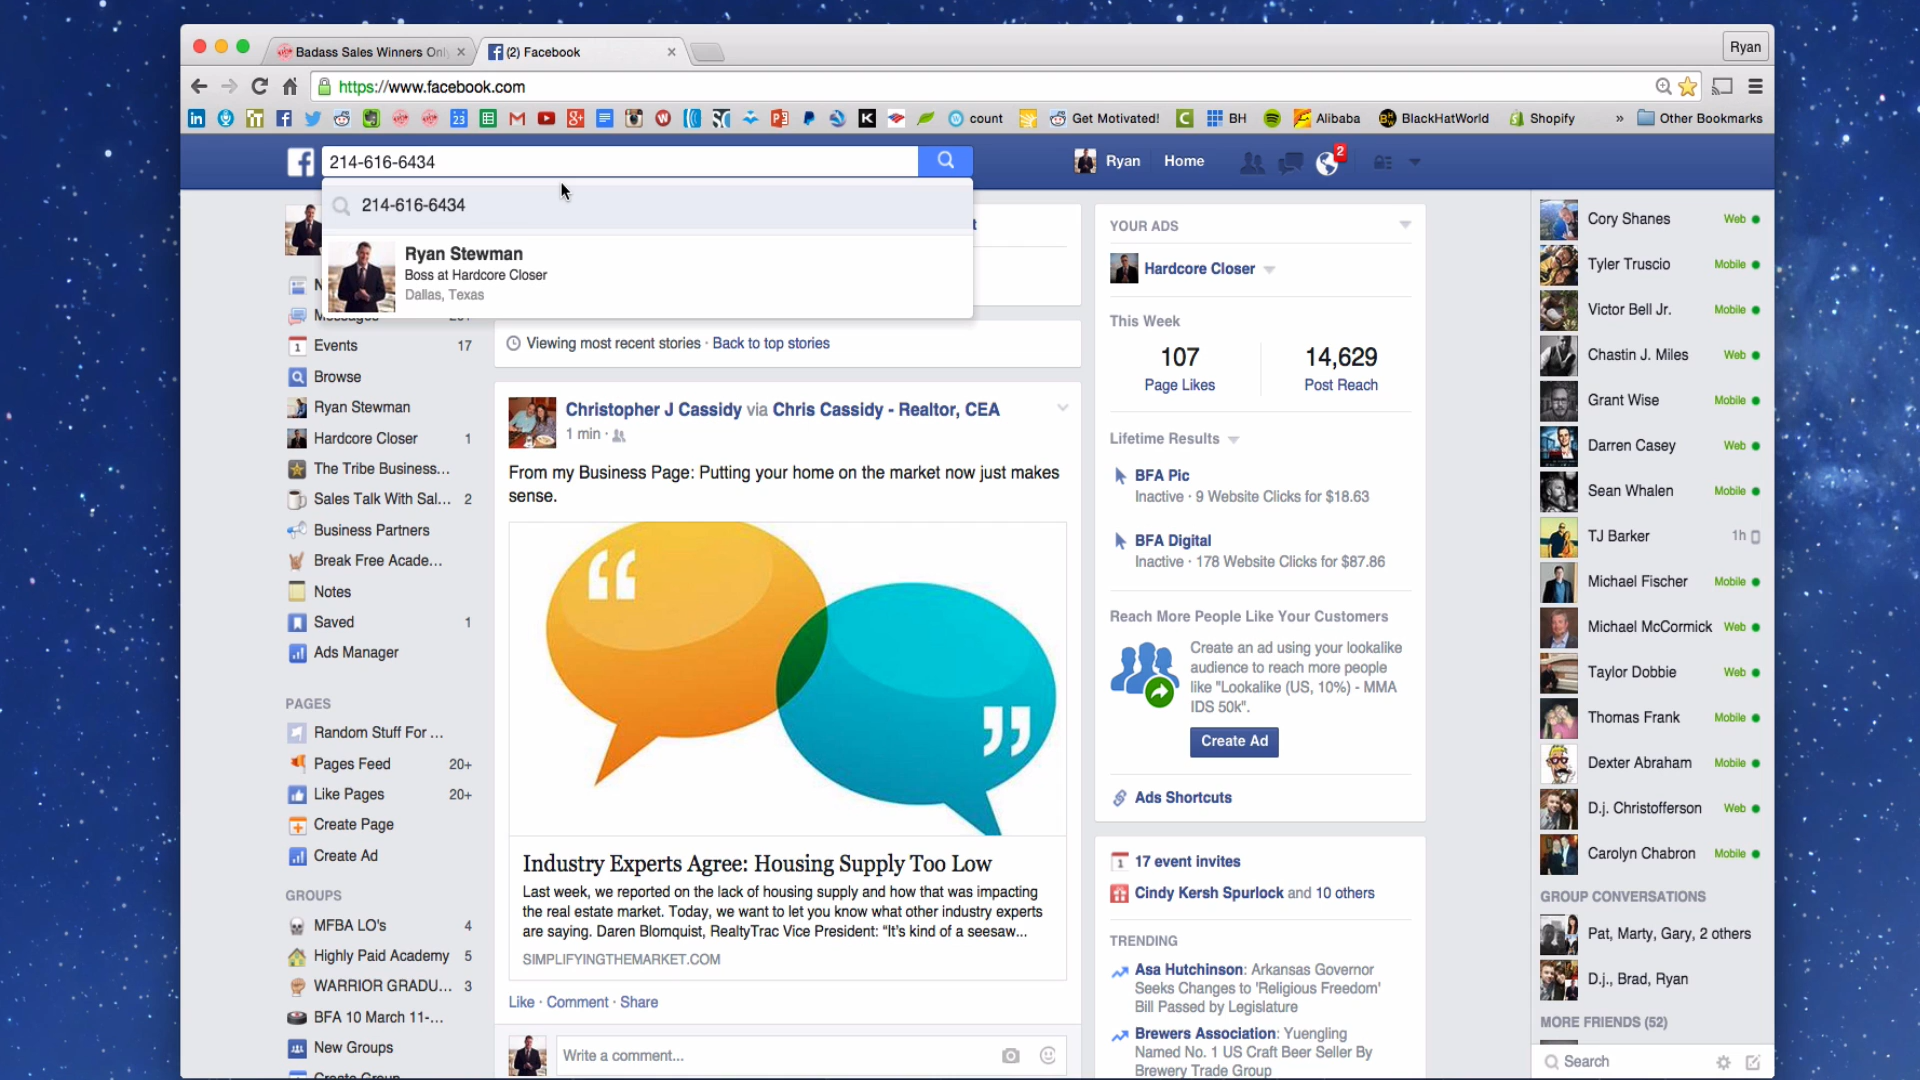 Badass Sales Winners Onl
(2) Facebook
Ryan
https://www.facebook.com
23
count
Get Motivated!
BH
Alibaba
BlackHatWorld
Shopify
»
Other Bookmarks
214-616-6434
Ryan
Home
2
214-616-6434
Ryan Stewman
Boss at Hardcore Closer
Dallas, Texas
Events 17
Browse
Ryan Stewman
Hardcore Closer 1
The Tribe Business...
Sales Talk With Sal... 2
Business Partners
Break Free Acade...
Notes
Saved 1
Ads Manager
PAGES
Random Stuff For ...
Pages Feed 20+
Like Pages 20+
Create Page
Create Ad
GROUPS
MFBA LO's 4
Highly Paid Academy 5
WARRIOR GRADU... 3
BFA 10 March 11-...
New Groups
Viewing most recent stories · Back to top stories
Christopher J Cassidy via Chris Cassidy - Realtor, CEA
1 min ·
From my Business Page: Putting your home on the market now just makes
sense.
“
”
Industry Experts Agree: Housing Supply Too Low
Last week, we reported on the lack of housing supply and how that was impacting
the real estate market. Today, we want to let you know what other industry experts
are saying. Daren Blomquist, RealtyTrac Vice President: “It’s kind of a seesaw...
SIMPLIFYINGTHEMARKET.COM
Like · Comment · Share
Write a comment...
YOUR ADS
Hardcore Closer
This Week
107 14,629
Page Likes Post Reach
Lifetime Results
BFA Pic
Inactive · 9 Website Clicks for $18.63
BFA Digital
Inactive · 178 Website Clicks for $87.86
Reach More People Like Your Customers
Create an ad using your lookalike
audience to reach more people
like "Lookalike (US, 10%) - MMA
IDS 50k".
Create Ad
Ads Shortcuts
17 event invites
Cindy Kersh Spurlock and 10 others
TRENDING
Asa Hutchinson: Arkansas Governor
Seeks Changes to 'Religious Freedom'
Bill Passed by Legislature
Brewers Association: Yuengling
Named No. 1 US Craft Beer Seller By
Brewery Trade Group
Cory Shanes Web
Tyler Truscio Mobile
Victor Bell Jr. Mobile
Chastin J. Miles Web
Grant Wise Mobile
Darren Casey Web
Sean Whalen Mobile
TJ Barker 1h
Michael Fischer Mobile
Michael McCormick Web
Taylor Dobbie Web
Thomas Frank Mobile
Dexter Abraham Mobile
D.j. Christofferson Web
Carolyn Chabron Mobile
GROUP CONVERSATIONS
Pat, Marty, Gary, 2 others
D.j., Brad, Ryan
MORE FRIENDS (52)
Search